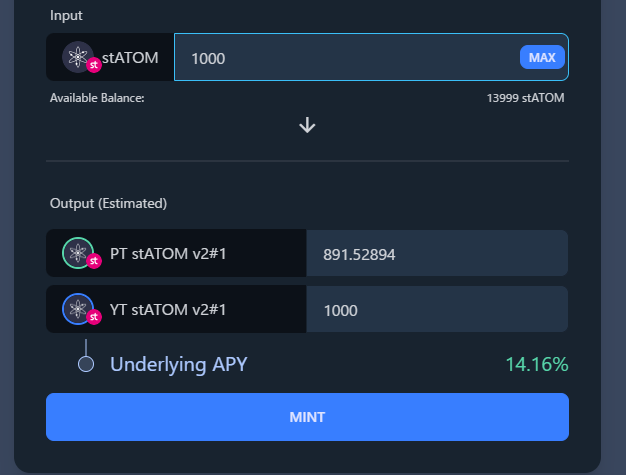 Input
st stATOM 1000 MAX
Available Balance: 13999 stATOM
Output (Estimated)
st PT stATOM v2#1 891.52894
st YT stATOM v2#1 1000
Underlying APY 14.16%
MINT